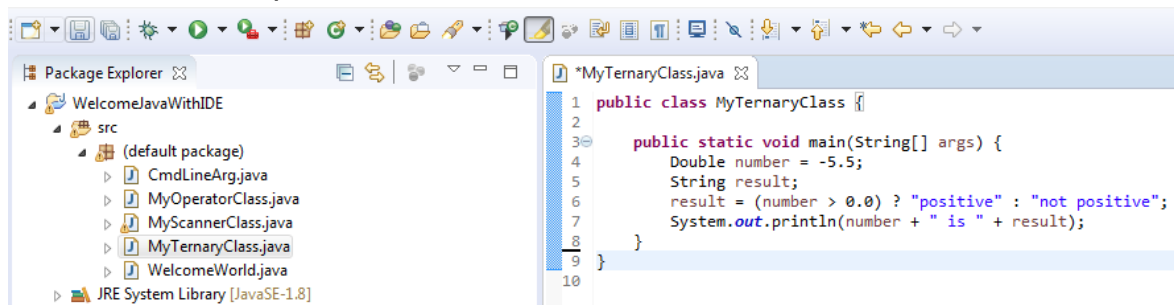 Package Explorer
WelcomeJavaWithIDE
src
(default package)
CmdLineArg.java
MyOperatorClass.java
MyScannerClass.java
MyTernaryClass.java
WelcomeWorld.java
JRE System Library [JavaSE-1.8]
*MyTernaryClass.java
1 public class MyTernaryClass {
2
3 public static void main(String[] args) {
4 Double number = -5.5;
5 String result;
6 result = (number > 0.0) ? "positive" : "not positive";
7 System.out.println(number + " is " + result);
8 }
9 }
10